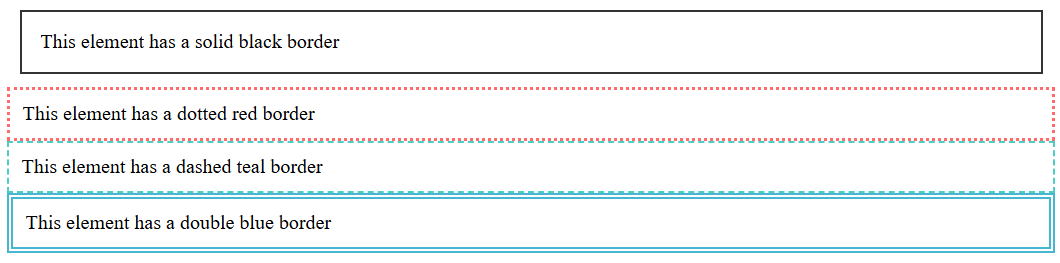 This element has a solid black border
This element has a dotted red border
This element has a dashed teal border
This element has a double blue border